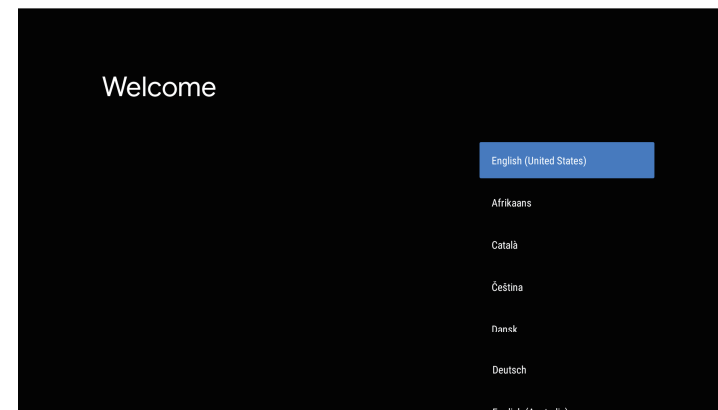 Welcome
English (United States)
Afrikaans
Català
Čeština
Dansk
Deutsch